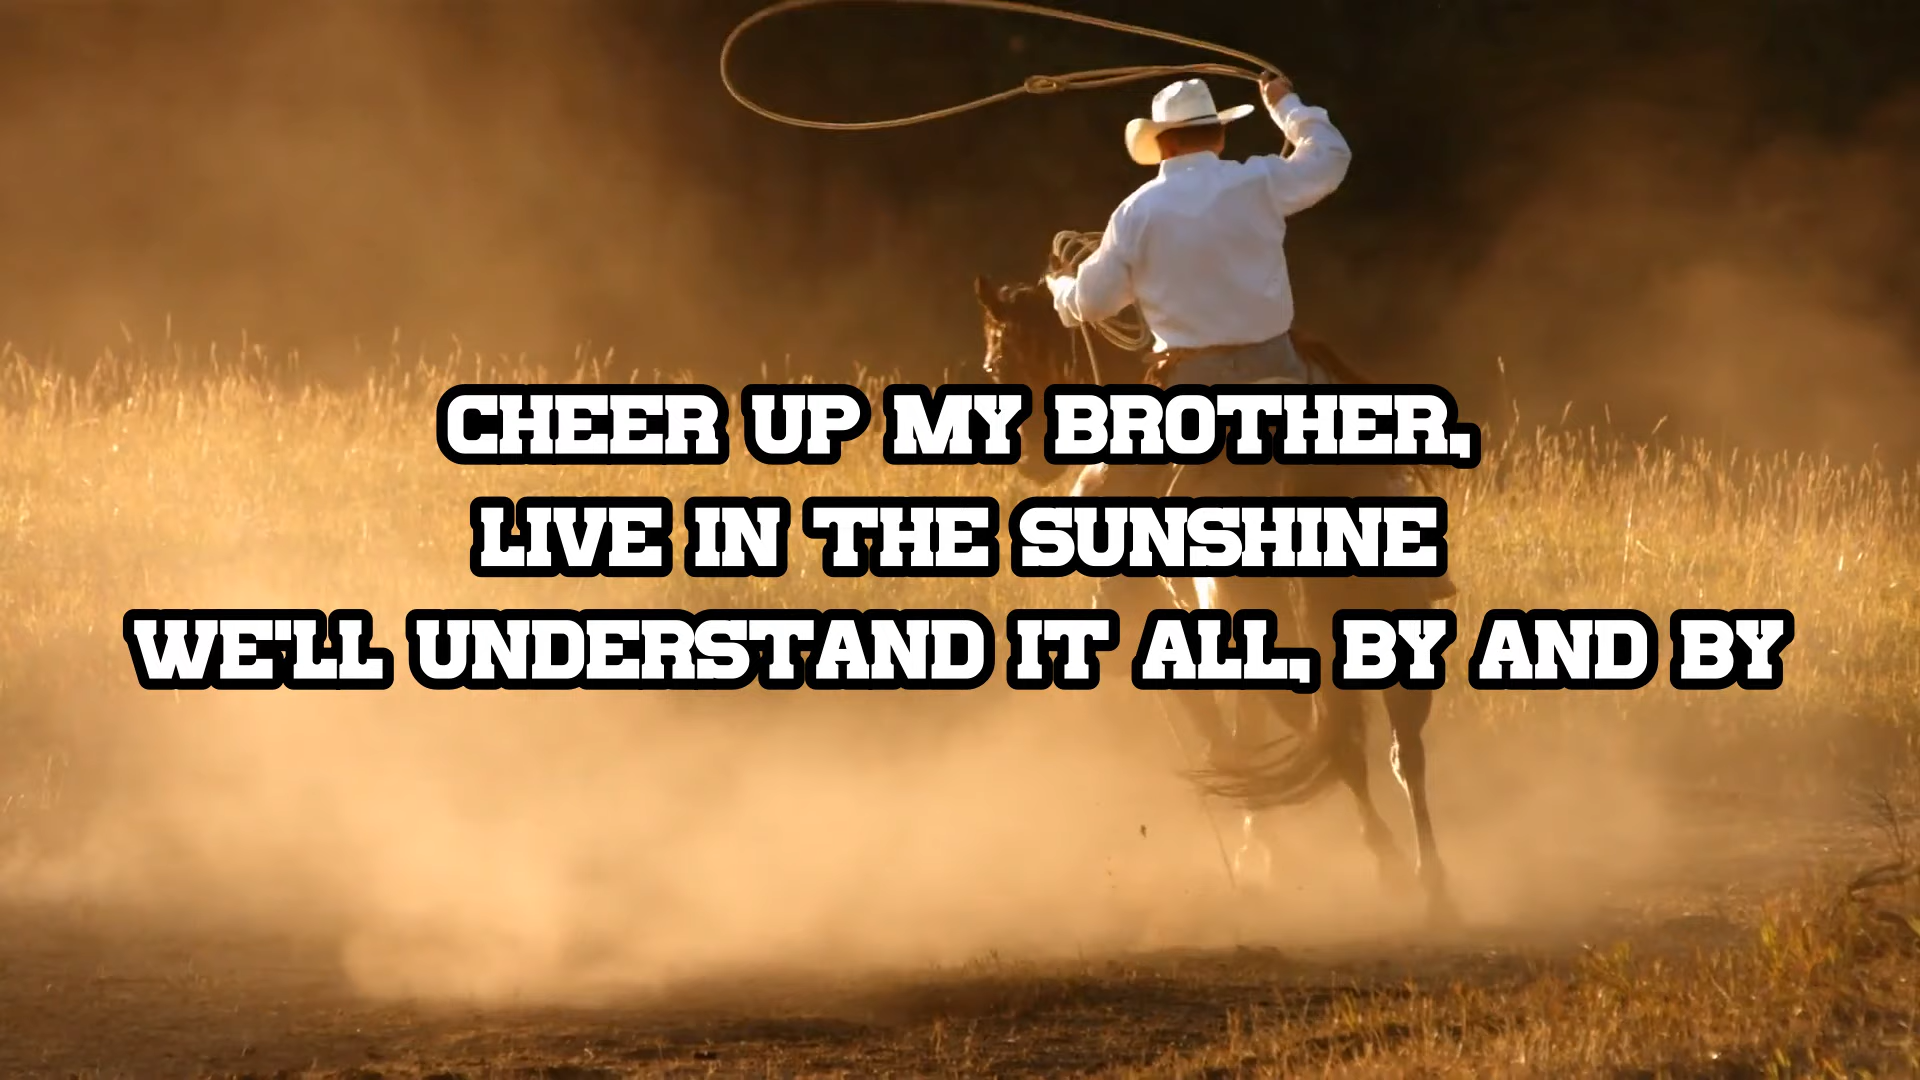 CHEER UP MY BROTHER,
LIVE IN THE SUNSHINE
WE'LL UNDERSTAND IT ALL, BY AND BY